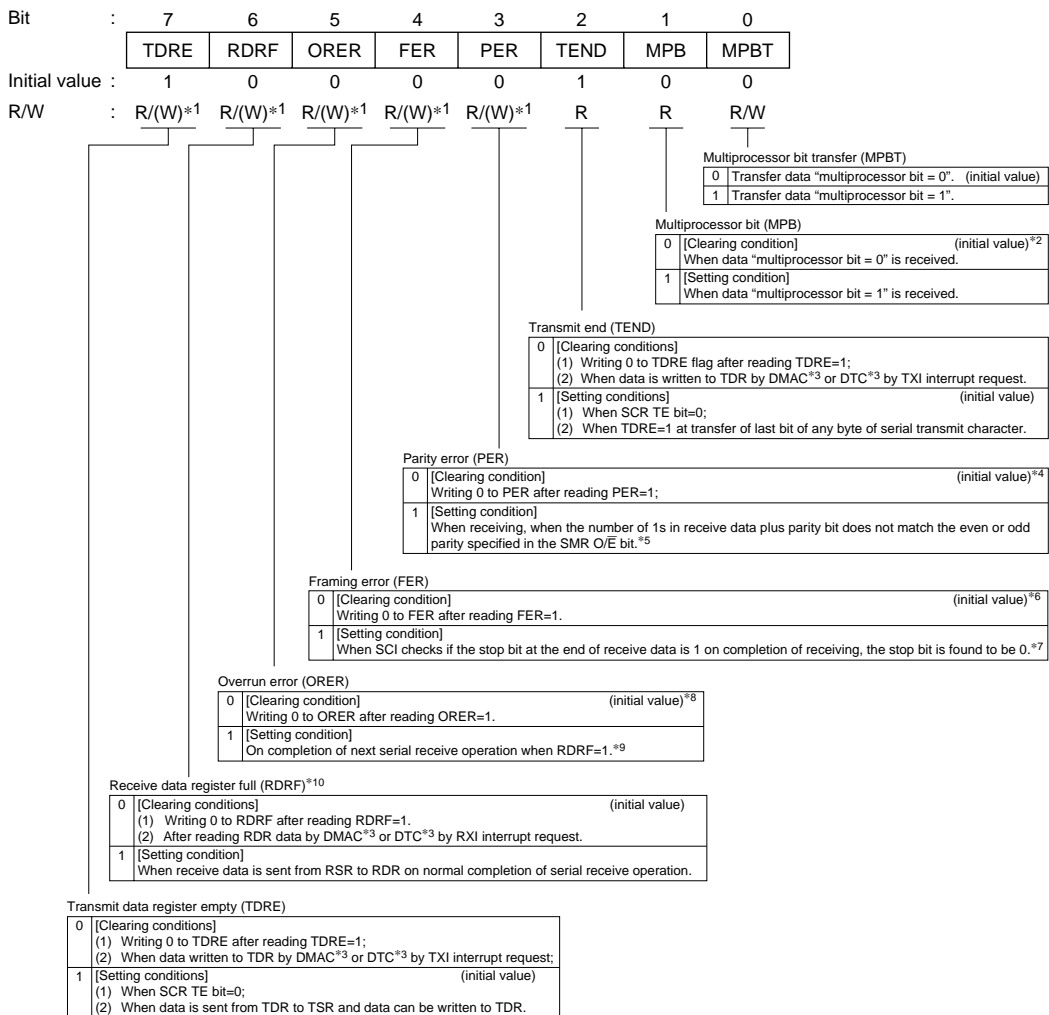 Bit : 7 6 5 4 3 2 1 0
TDRE RDRF ORER FER PER TEND MPB MPBT
Initial value : 1 0 0 0 0 1 0 0
R/W : R/(W)*1 R/(W)*1 R/(W)*1 R/(W)*1 R/(W)*1 R R R/W
Multiprocessor bit transfer (MPBT)
0 Transfer data “multiprocessor bit = 0”. (initial value)
1 Transfer data “multiprocessor bit = 1”.
Multiprocessor bit (MPB)
0 [Clearing condition] (initial value)*2
When data “multiprocessor bit = 0” is received.
1 [Setting condition]
When data “multiprocessor bit = 1” is received.
Transmit end (TEND)
0 [Clearing conditions]
(1) Writing 0 to TDRE flag after reading TDRE=1;
(2) When data is written to TDR by DMAC*3 or DTC*3 by TXI interrupt request.
1 [Setting conditions] (initial value)
(1) When SCR TE bit=0;
(2) When TDRE=1 at transfer of last bit of any byte of serial transmit character.
Parity error (PER)
0 [Clearing condition] (initial value)*4
Writing 0 to PER after reading PER=1;
1 [Setting condition]
When receiving, when the number of 1s in receive data plus parity bit does not match the even or odd
parity specified in the SMR O/E̅ bit.*5
Framing error (FER)
0 [Clearing condition] (initial value)*6
Writing 0 to FER after reading FER=1.
1 [Setting condition]
When SCI checks if the stop bit at the end of receive data is 1 on completion of receiving, the stop bit is found to be 0.*7
Overrun error (ORER)
0 [Clearing condition] (initial value)*8
Writing 0 to ORER after reading ORER=1.
1 [Setting condition]
On completion of next serial receive operation when RDRF=1.*9
Receive data register full (RDRF)*10
0 [Clearing conditions] (initial value)
(1) Writing 0 to RDRF after reading RDRF=1.
(2) After reading RDR data by DMAC*3 or DTC*3 by RXI interrupt request.
1 [Setting condition]
When receive data is sent from RSR to RDR on normal completion of serial receive operation.
Transmit data register empty (TDRE)
0 [Clearing conditions]
(1) Writing 0 to TDRE after reading TDRE=1;
(2) When data written to TDR by DMAC*3 or DTC*3 by TXI interrupt request;
1 [Setting conditions] (initial value)
(1) When SCR TE bit=0;
(2) When data is sent from TDR to TSR and data can be written to TDR.